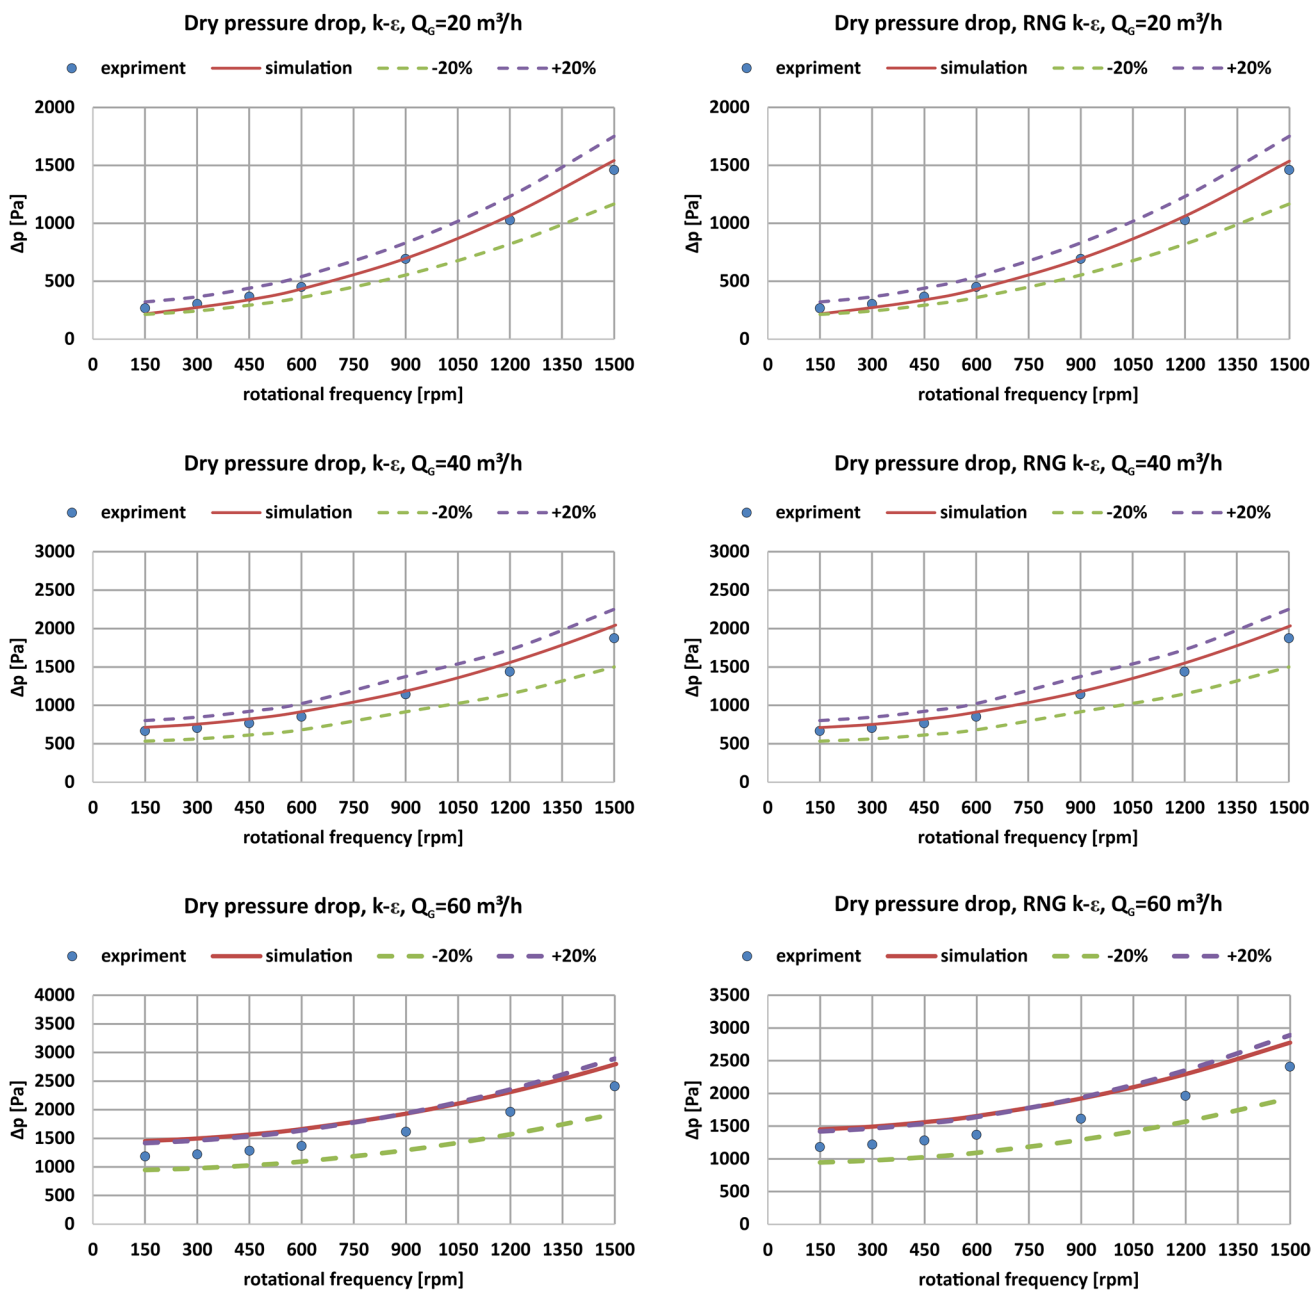 Dry pressure drop, k-ε, Q_G=20 m³/h
expriment simulation -20% +20%
2000
1500
1000
500
0
Δp [Pa]
0 150 300 450 600 750 900 1050 1200 1350 1500
rotational frequency [rpm]
Dry pressure drop, RNG k-ε, Q_G=20 m³/h
expriment simulation -20% +20%
2000
1500
1000
500
0
Δp [Pa]
0 150 300 450 600 750 900 1050 1200 1350 1500
rotational frequency [rpm]
Dry pressure drop, k-ε, Q_G=40 m³/h
expriment simulation -20% +20%
3000
2500
2000
1500
1000
500
0
Δp [Pa]
0 150 300 450 600 750 900 1050 1200 1350 1500
rotational frequency [rpm]
Dry pressure drop, RNG k-ε, Q_G=40 m³/h
expriment simulation -20% +20%
3000
2500
2000
1500
1000
500
0
Δp [Pa]
0 150 300 450 600 750 900 1050 1200 1350 1500
rotational frequency [rpm]
Dry pressure drop, k-ε, Q_G=60 m³/h
expriment simulation -20% +20%
4000
3500
3000
2500
2000
1500
1000
500
0
Δp [Pa]
0 150 300 450 600 750 900 1050 1200 1350 1500
rotational frequency [rpm]
Dry pressure drop, RNG k-ε, Q_G=60 m³/h
expriment simulation -20% +20%
3500
3000
2500
2000
1500
1000
500
0
Δp [Pa]
0 150 300 450 600 750 900 1050 1200 1350 1500
rotational frequency [rpm]